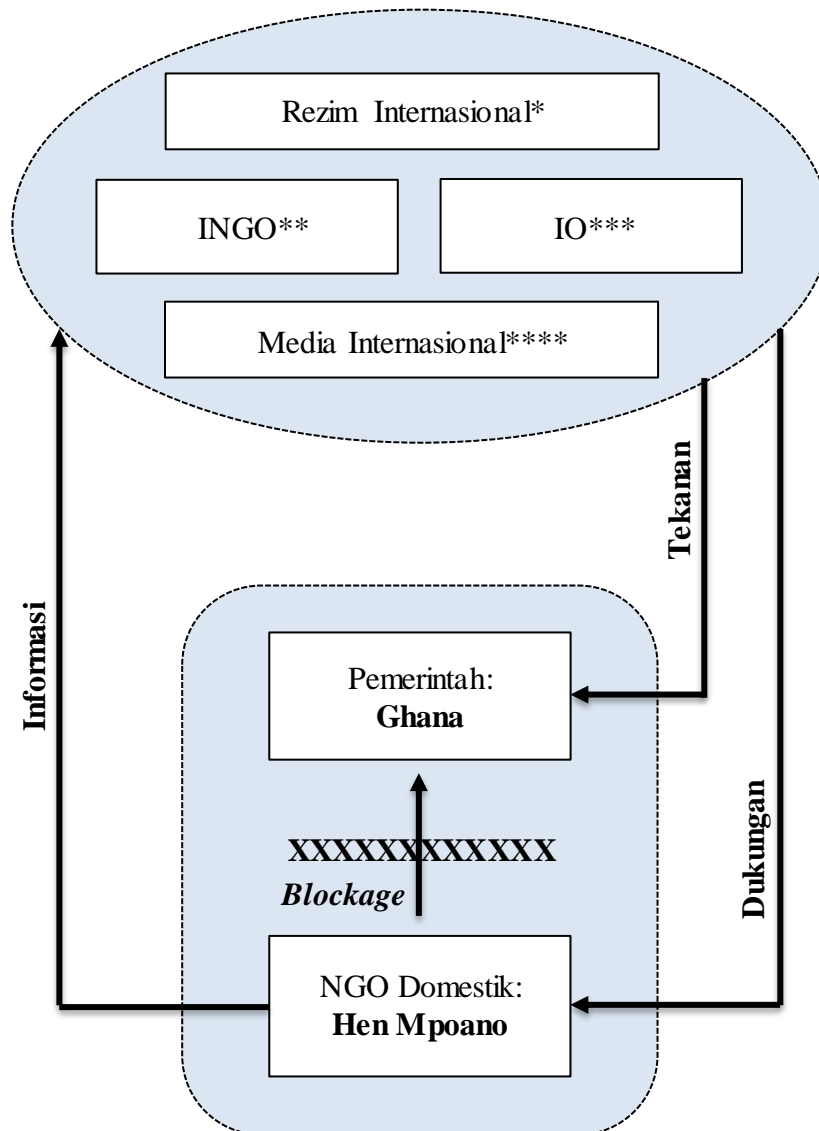 Rezim Internasional*
INGO**
IO***
Media Internasional****
Tekanan
Informasi
Pemerintah:
Ghana
Dukungan
XXXXXXXXXXXX
Blockage
NGO Domestik:
Hen Mpoano